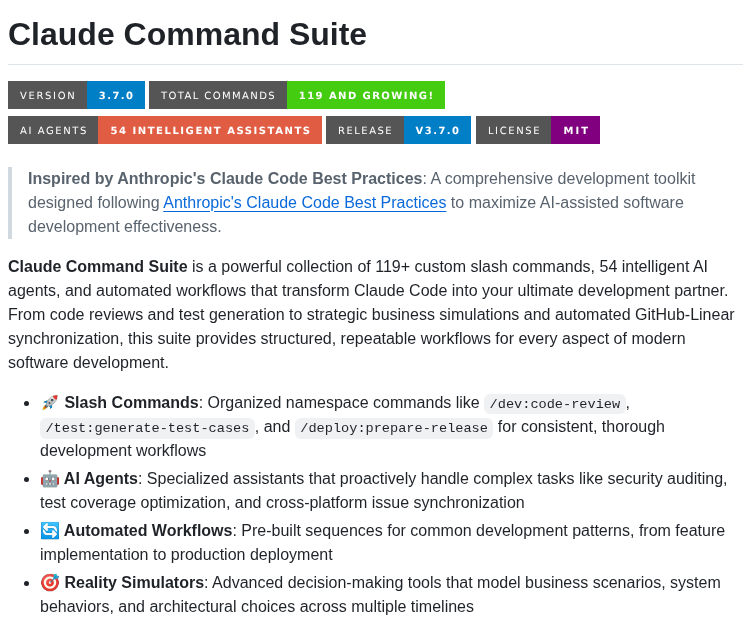 Claude Command Suite
VERSION 3.7.0 TOTAL COMMANDS 119 AND GROWING!
AI AGENTS 54 INTELLIGENT ASSISTANTS RELEASE V3.7.0 LICENSE MIT
Inspired by Anthropic's Claude Code Best Practices: A comprehensive development toolkit
designed following Anthropic's Claude Code Best Practices to maximize AI-assisted software
development effectiveness.
Claude Command Suite is a powerful collection of 119+ custom slash commands, 54 intelligent AI
agents, and automated workflows that transform Claude Code into your ultimate development partner.
From code reviews and test generation to strategic business simulations and automated GitHub-Linear
synchronization, this suite provides structured, repeatable workflows for every aspect of modern
software development.
• 🚀 Slash Commands: Organized namespace commands like /dev:code-review,
/test:generate-test-cases, and /deploy:prepare-release for consistent, thorough
development workflows
• 🤖 AI Agents: Specialized assistants that proactively handle complex tasks like security auditing,
test coverage optimization, and cross-platform issue synchronization
• 🔄 Automated Workflows: Pre-built sequences for common development patterns, from feature
implementation to production deployment
• 🎯 Reality Simulators: Advanced decision-making tools that model business scenarios, system
behaviors, and architectural choices across multiple timelines